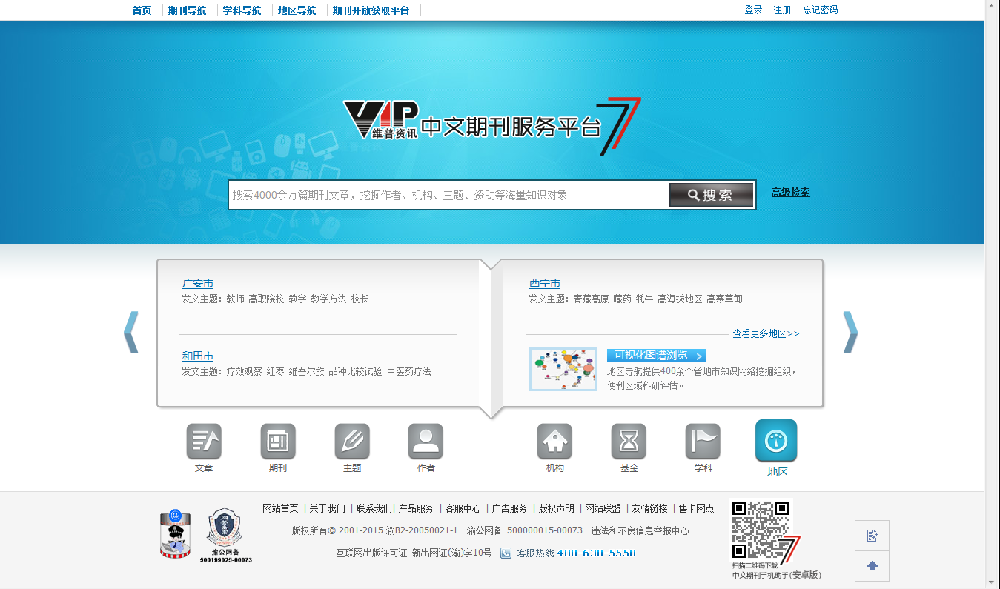 首页 期刊导航 学科导航 地区导航 期刊开放获取平台 登录 注册 忘记密码
VIP 维普资讯 中文期刊服务平台 7
搜索4000余万篇期刊文章，挖掘作者、机构、主题、资助等海量知识对象 搜索 高级检索
广安市
发文主题：教师 高职院校 教学 教学方法 校长
和田市
发文主题：疗效观察 红枣 维吾尔族 品种比较试验 中医药疗法
西宁市
发文主题：青藏高原 藏药 牦牛 高海拔地区 高寒草甸
查看更多地区>>
可视化图谱浏览 >
地区导航提供400余个省地市知识网络挖掘组织，
便利区域科研评估。
文章 期刊 主题 作者 机构 基金 学科 地区
网站首页 | 关于我们 | 联系我们 | 产品服务 | 客服中心 | 广告服务 | 版权声明 | 网站联盟 | 友情链接 | 售卡网点
版权所有© 2001-2015 渝B2-20050021-1 渝公网备 500000015-00073 违法和不良信息举报中心
互联网出版许可证 新出网证(渝)字10号 客服热线 400-638-5550
网警备案
渝公网备
500199025-00073
扫描二维码下载
中文期刊手机助手(安卓版)
7